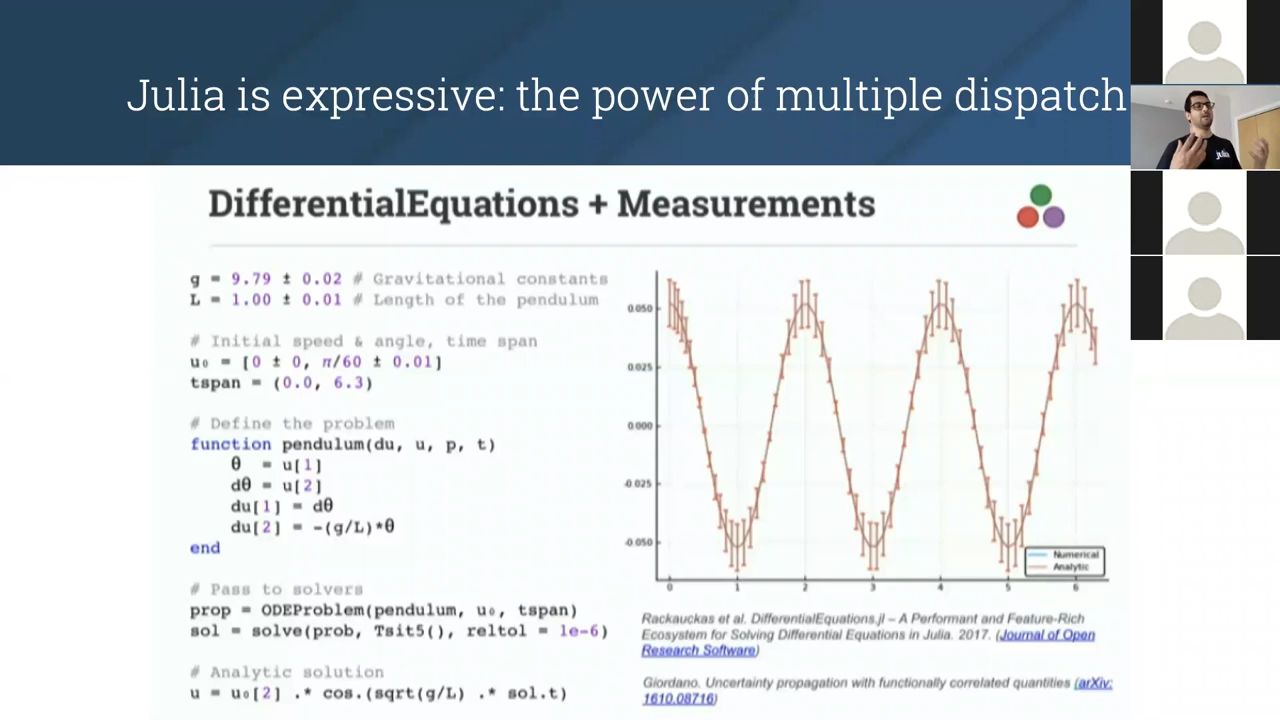 Julia is expressive: the power of multiple dispatch
DifferentialEquations + Measurements
g = 9.79 ± 0.02 # Gravitational constants
L = 1.00 ± 0.01 # Length of the pendulum
# Initial speed & angle, time span
u₀ = [0 ± 0, π/60 ± 0.01]
tspan = (0.0, 6.3)
# Define the problem
function pendulum(du, u, p, t)
θ = u[1]
dθ = u[2]
du[1] = dθ
du[2] = -(g/L)*θ
end
# Pass to solvers
prop = ODEProblem(pendulum, u₀, tspan)
sol = solve(prob, Tsit5(), reltol = 1e-6)
# Analytic solution
u = u₀[2] .* cos.(sqrt(g/L) .* sol.t)
0.050
0.025
0.000
-0.025
-0.050
0 1 2 3 4 5 6
Numerical
Analytic
Rackauckas et al. DifferentialEquations.jl – A Performant and Feature-Rich
Ecosystem for Solving Differential Equations in Julia. 2017. (Journal of Open
Research Software)
Giordano. Uncertainty propagation with functionally correlated quantities (arXiv:
1610.08716)
julia